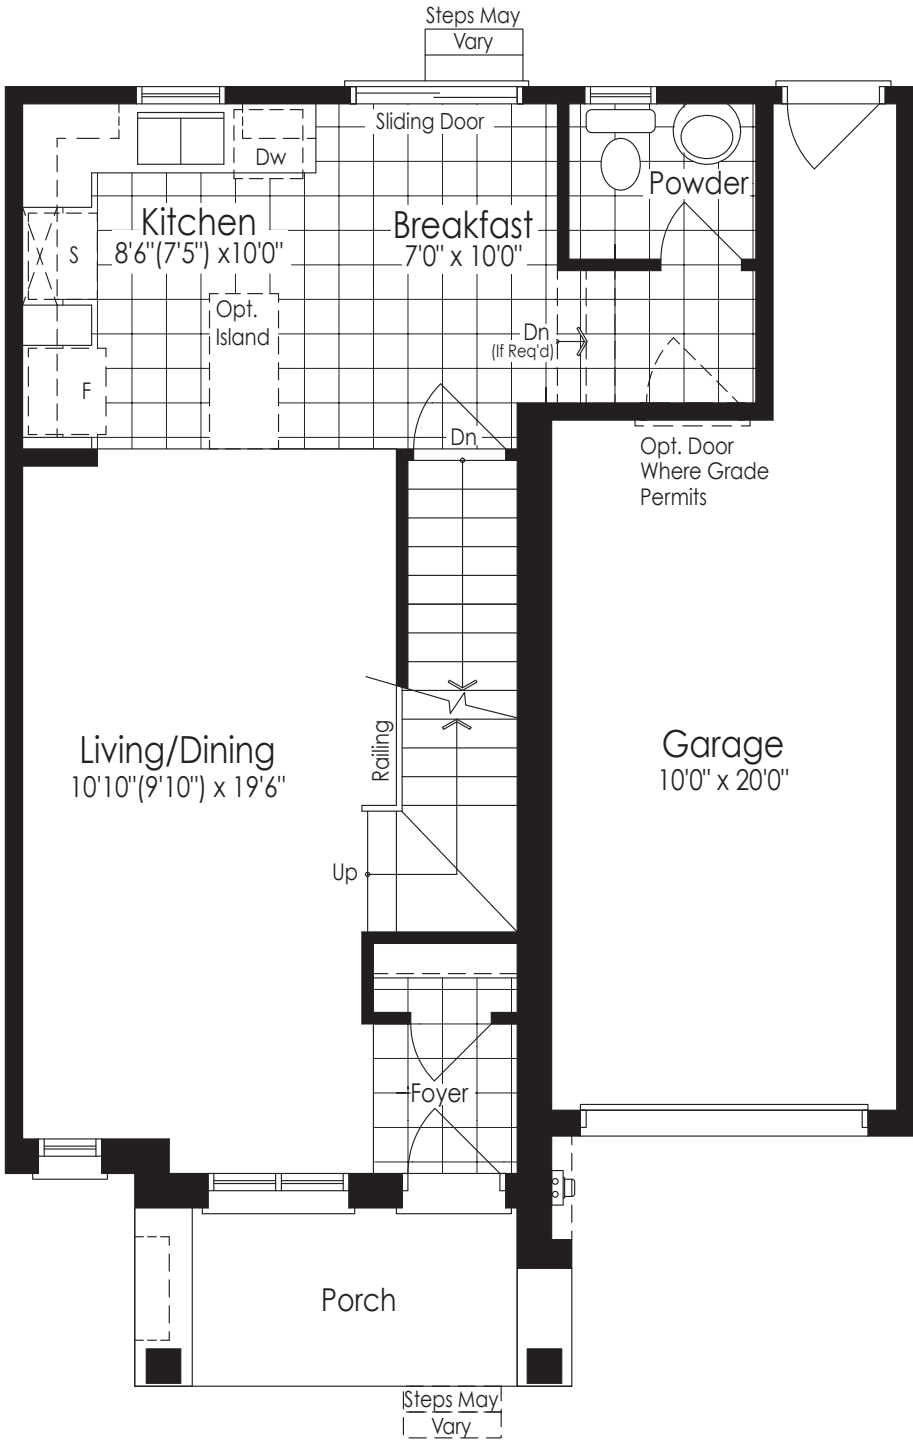 Steps May
Vary
Sliding Door
Dw
Powder
Kitchen
8'6"(7'5") x10'0"
Breakfast
7'0" x 10'0"
S
Opt.
Island
Dn
(If Req'd)
F
Dn
Opt. Door
Where Grade
Permits
Railing
Living/Dining
10'10"(9'10") x 19'6"
Garage
10'0" x 20'0"
Up
Foyer
Porch
Steps May
Vary